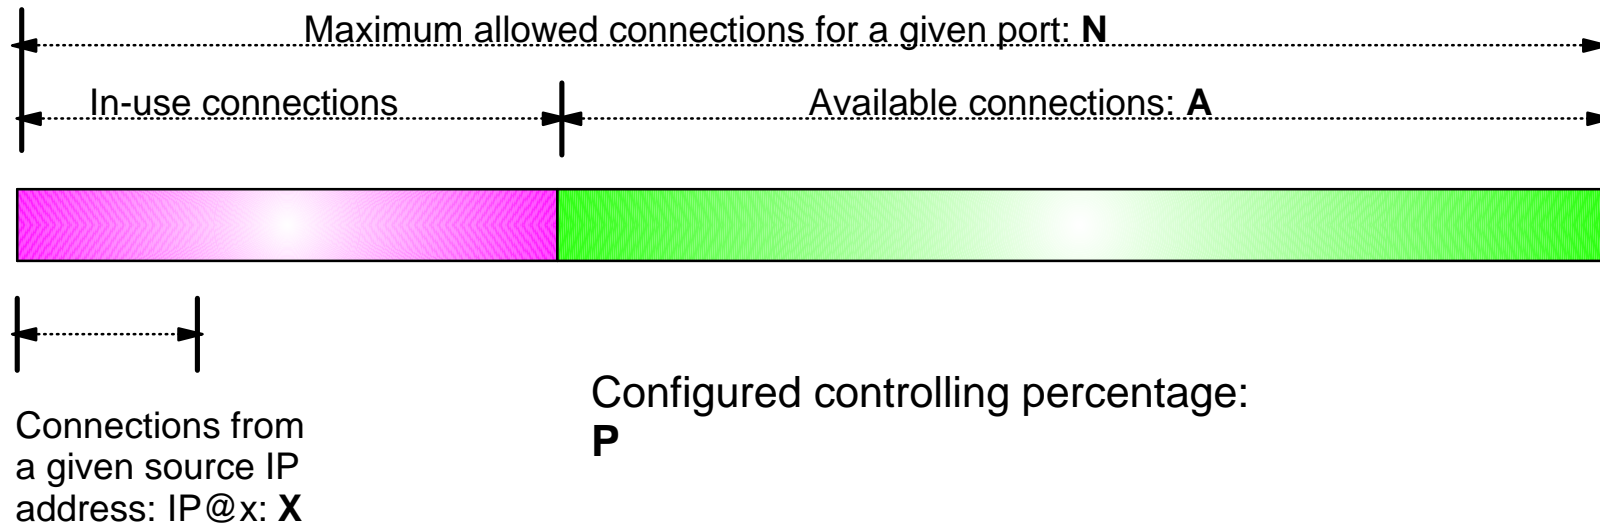 Maximum allowed connections for a given port: N
In-use connections
Available connections: A
Configured controlling percentage:
P
Connections from
a given source IP
address: IP@x: X